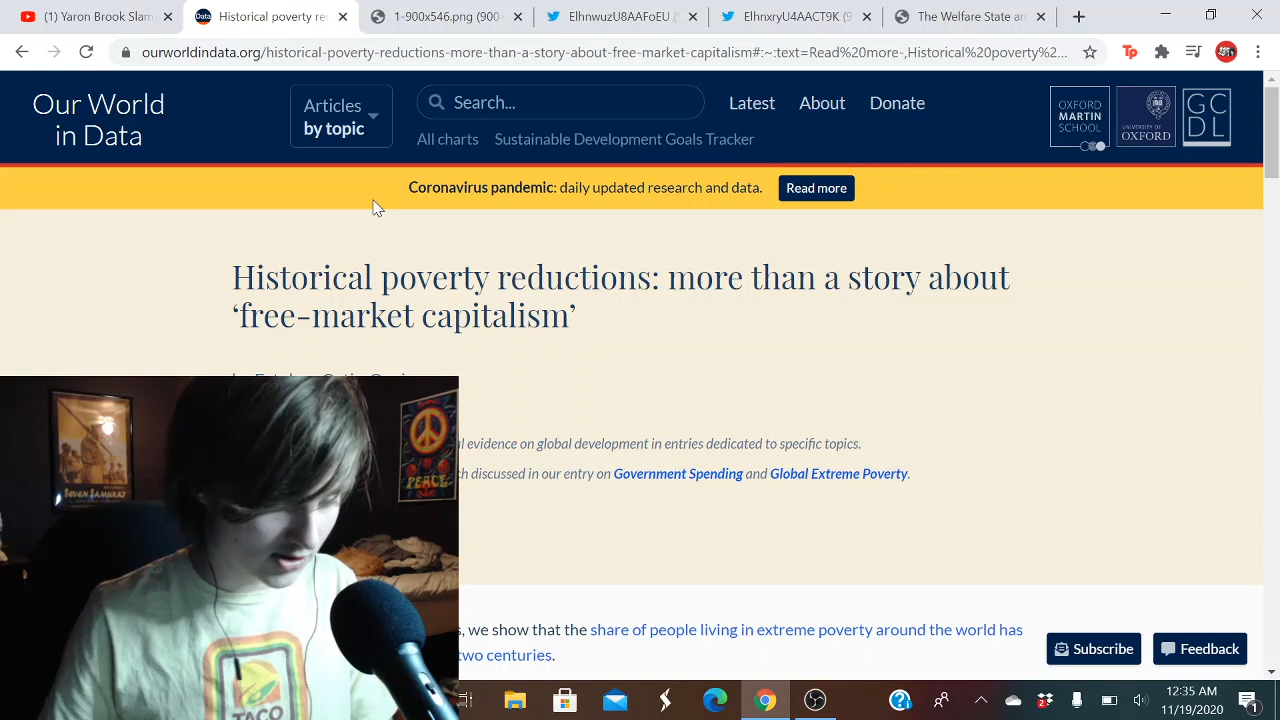 (1) Yaron Brook Slam
Historical poverty re
1-900x546.png (900×
ElhnwuzU8AAFoEU (
ElhnxryU4AAGT9K (9
The Welfare State an
ourworldindata.org/historical-poverty-reductions-more-than-a-story-about-free-market-capitalism#:~:text=Read%20more-,Historical%20poverty%2...
Our World
in Data
Articles
by topic
Search...
Latest
About
Donate
All charts
Sustainable Development Goals Tracker
OXFORD
MARTIN
SCHOOL
UNIVERSITY OF
OXFORD
GC
DL
Coronavirus pandemic: daily updated research and data.
Read more
Historical poverty reductions: more than a story about
‘free-market capitalism’
l evidence on global development in entries dedicated to specific topics.
ch discussed in our entry on Government Spending and Global Extreme Poverty.
SEVEN SAMURAI
PEACE
TACO
s, we show that the share of people living in extreme poverty around the world has
two centuries.
Subscribe
Feedback
12:35 AM
11/19/2020